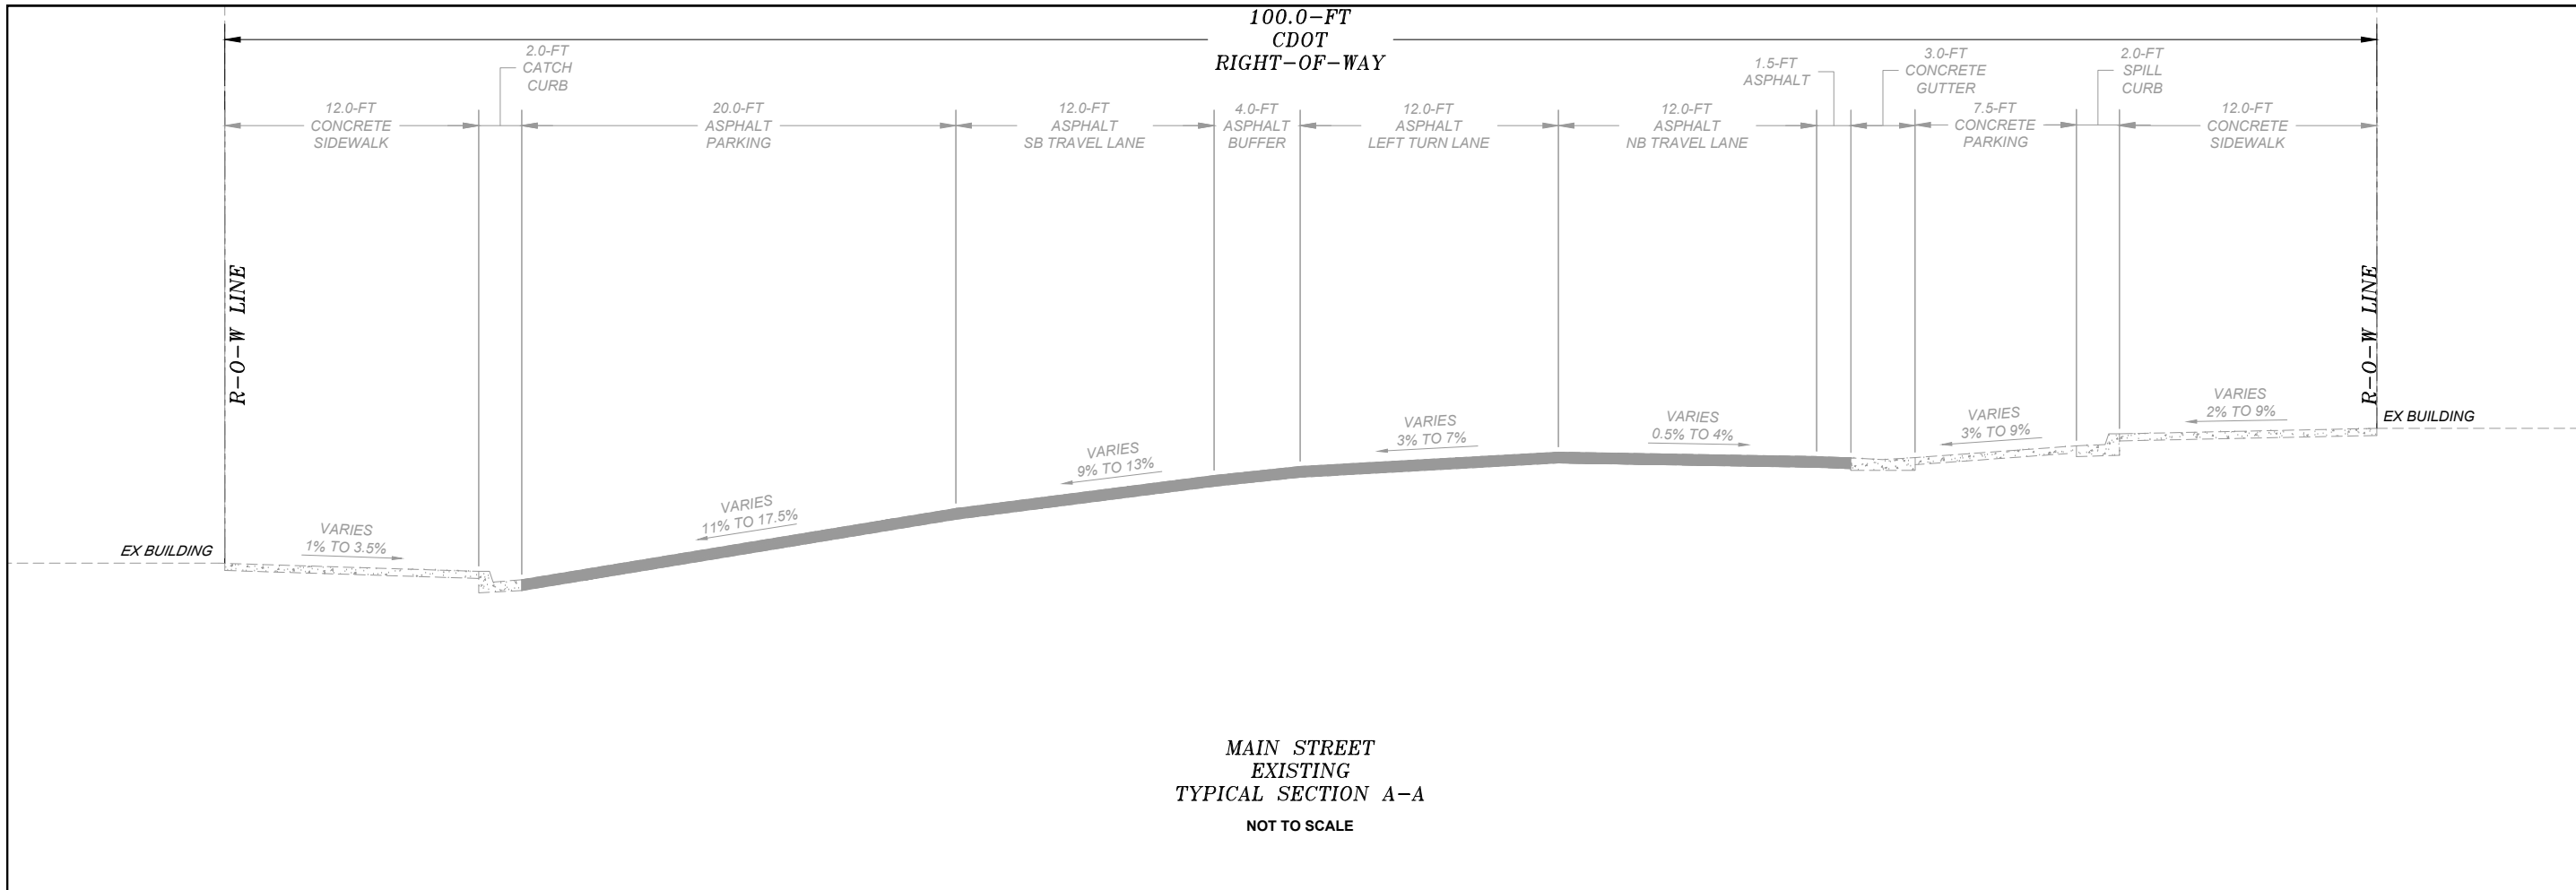 100.0-FT
CDOT
RIGHT-OF-WAY
12.0-FT
CONCRETE
SIDEWALK
2.0-FT
CATCH
CURB
20.0-FT
ASPHALT
PARKING
12.0-FT
ASPHALT
SB TRAVEL LANE
4.0-FT
ASPHALT
BUFFER
12.0-FT
ASPHALT
LEFT TURN LANE
12.0-FT
ASPHALT
NB TRAVEL LANE
1.5-FT
ASPHALT
3.0-FT
CONCRETE
GUTTER
7.5-FT
CONCRETE
PARKING
2.0-FT
SPILL
CURB
12.0-FT
CONCRETE
SIDEWALK
R-O-W LINE
R-O-W LINE
EX BUILDING
VARIES
1% TO 3.5%
VARIES
11% TO 17.5%
VARIES
9% TO 13%
VARIES
3% TO 7%
VARIES
0.5% TO 4%
VARIES
3% TO 9%
VARIES
2% TO 9%
EX BUILDING
MAIN STREET
EXISTING
TYPICAL SECTION A-A
NOT TO SCALE